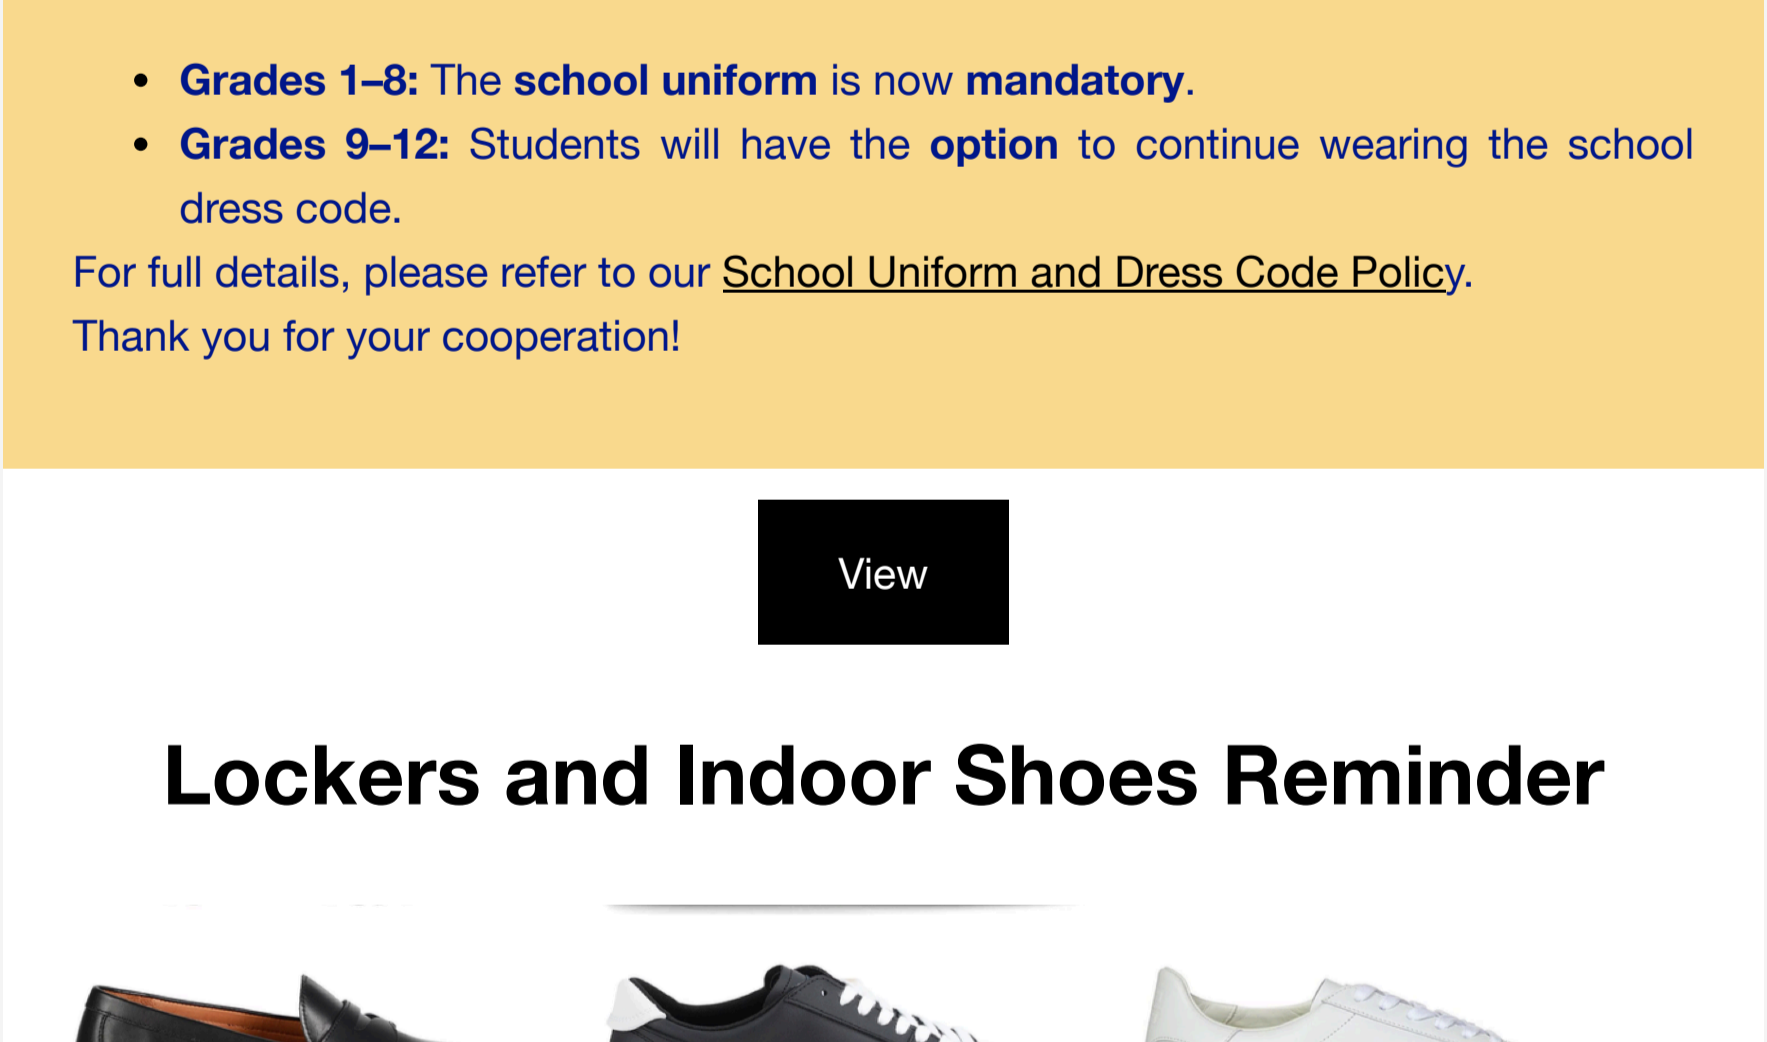 • Grades 1–8: The school uniform is now mandatory.
• Grades 9–12: Students will have the option to continue wearing the school
dress code.
For full details, please refer to our School Uniform and Dress Code Policy.
Thank you for your cooperation!
View
Lockers and Indoor Shoes Reminder